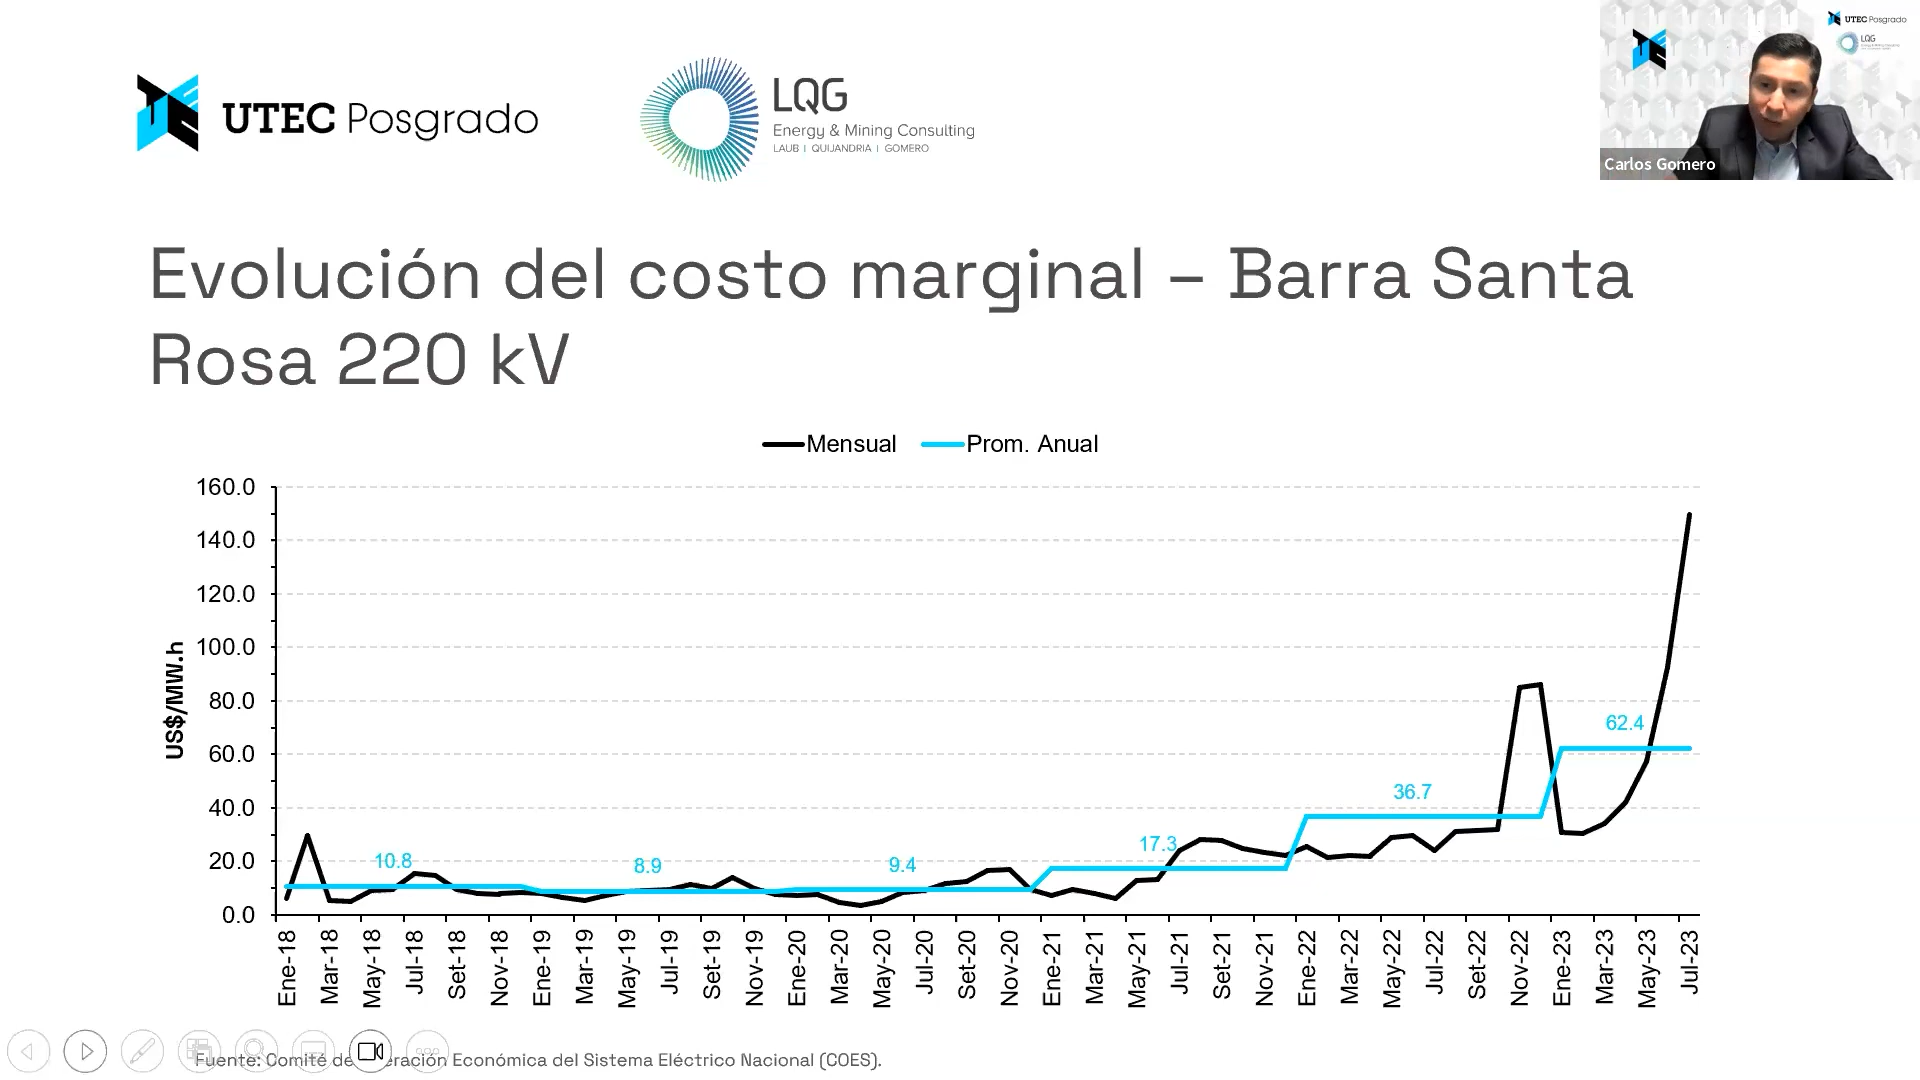 UTEC Posgrado
LQG
Energy & Mining Consulting
LAUB | QUIJANDRIA | GOMERO
UTEC Posgrado
LQG
Carlos Gomero
Evolución del costo marginal – Barra Santa
Rosa 220 kV
Mensual Prom. Anual
US$/MW.h
160.0
140.0
120.0
100.0
80.0
60.0
40.0
20.0
0.0
10.8
8.9
9.4
17.3
36.7
62.4
Ene-18
Mar-18
May-18
Jul-18
Set-18
Nov-18
Ene-19
Mar-19
May-19
Jul-19
Set-19
Nov-19
Ene-20
Mar-20
May-20
Jul-20
Set-20
Nov-20
Ene-21
Mar-21
May-21
Jul-21
Set-21
Nov-21
Ene-22
Mar-22
May-22
Jul-22
Set-22
Nov-22
Ene-23
Mar-23
May-23
Jul-23
Fuente: Comité de eración Económica del Sistema Eléctrico Nacional (COES).